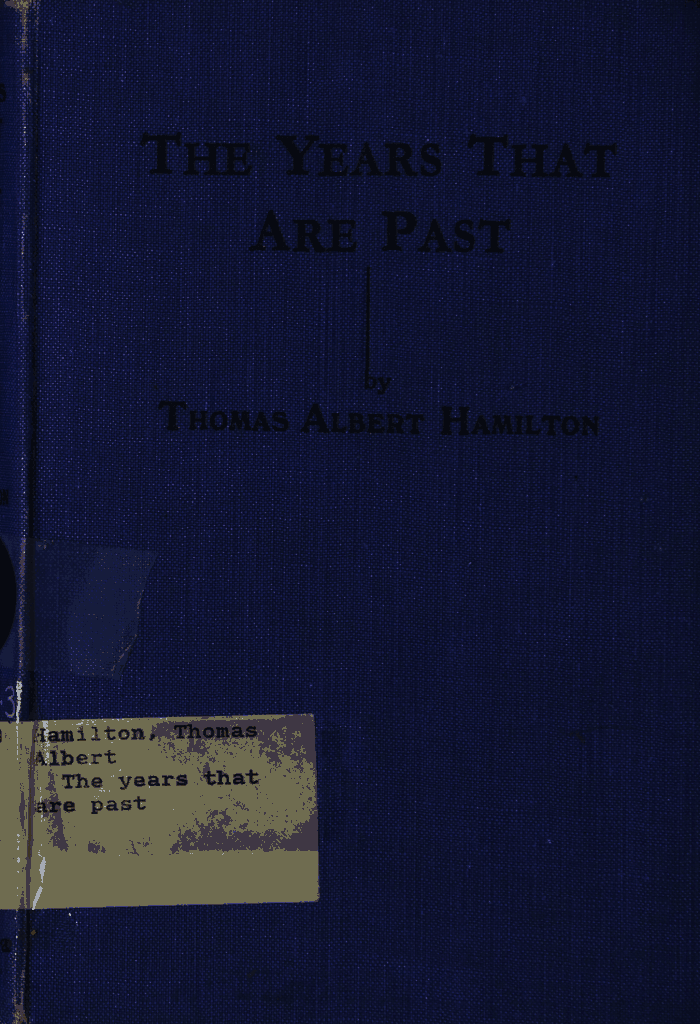 THE YEARS THAT
ARE PAST
by
THOMAS ALBERT HAMILTON
Hamilton, Thomas
Albert
The years that
are past